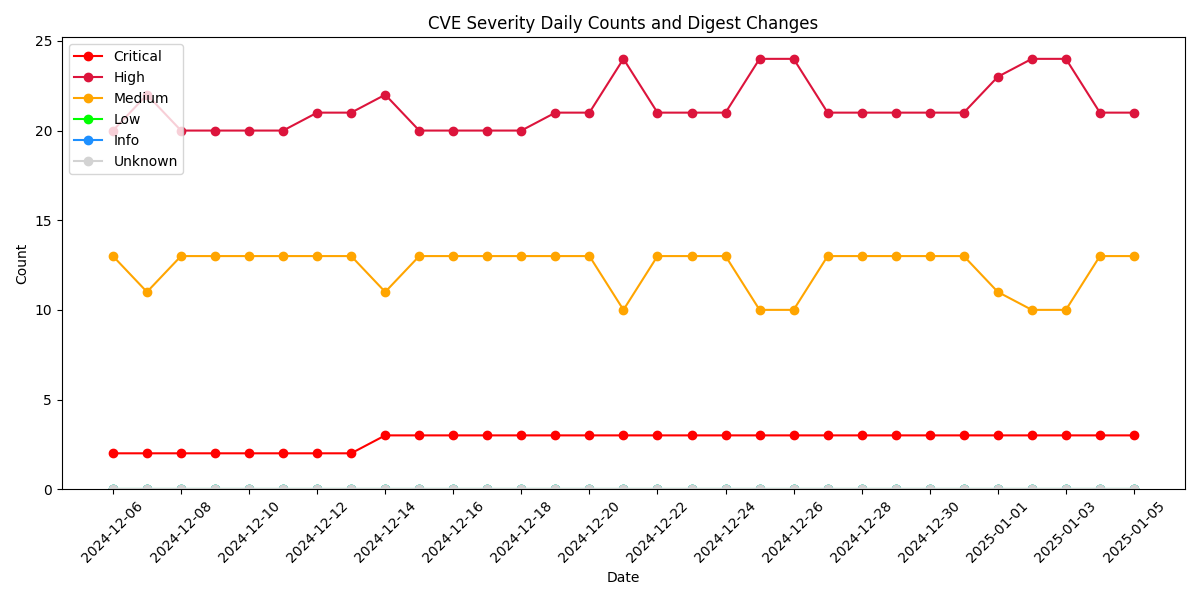 CVE Severity Daily Counts and Digest Changes
25
20
15
10
5
0
Count
Critical
High
Medium
Low
Info
Unknown
2024-12-06
2024-12-08
2024-12-10
2024-12-12
2024-12-14
2024-12-16
2024-12-18
2024-12-20
2024-12-22
2024-12-24
2024-12-26
2024-12-28
2024-12-30
2025-01-01
2025-01-03
2025-01-05
Date